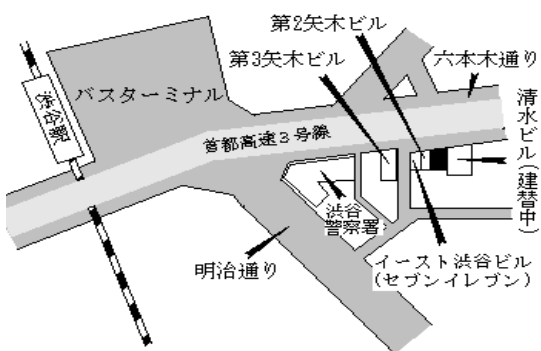 第2矢木ビル
第3矢木ビル
六本木通り
バスターミナル
渋谷駅
首都高速3号線
清水ビル(建替中)
渋谷
警察署
明治通り
イースト渋谷ビル
(セブンイレブン)